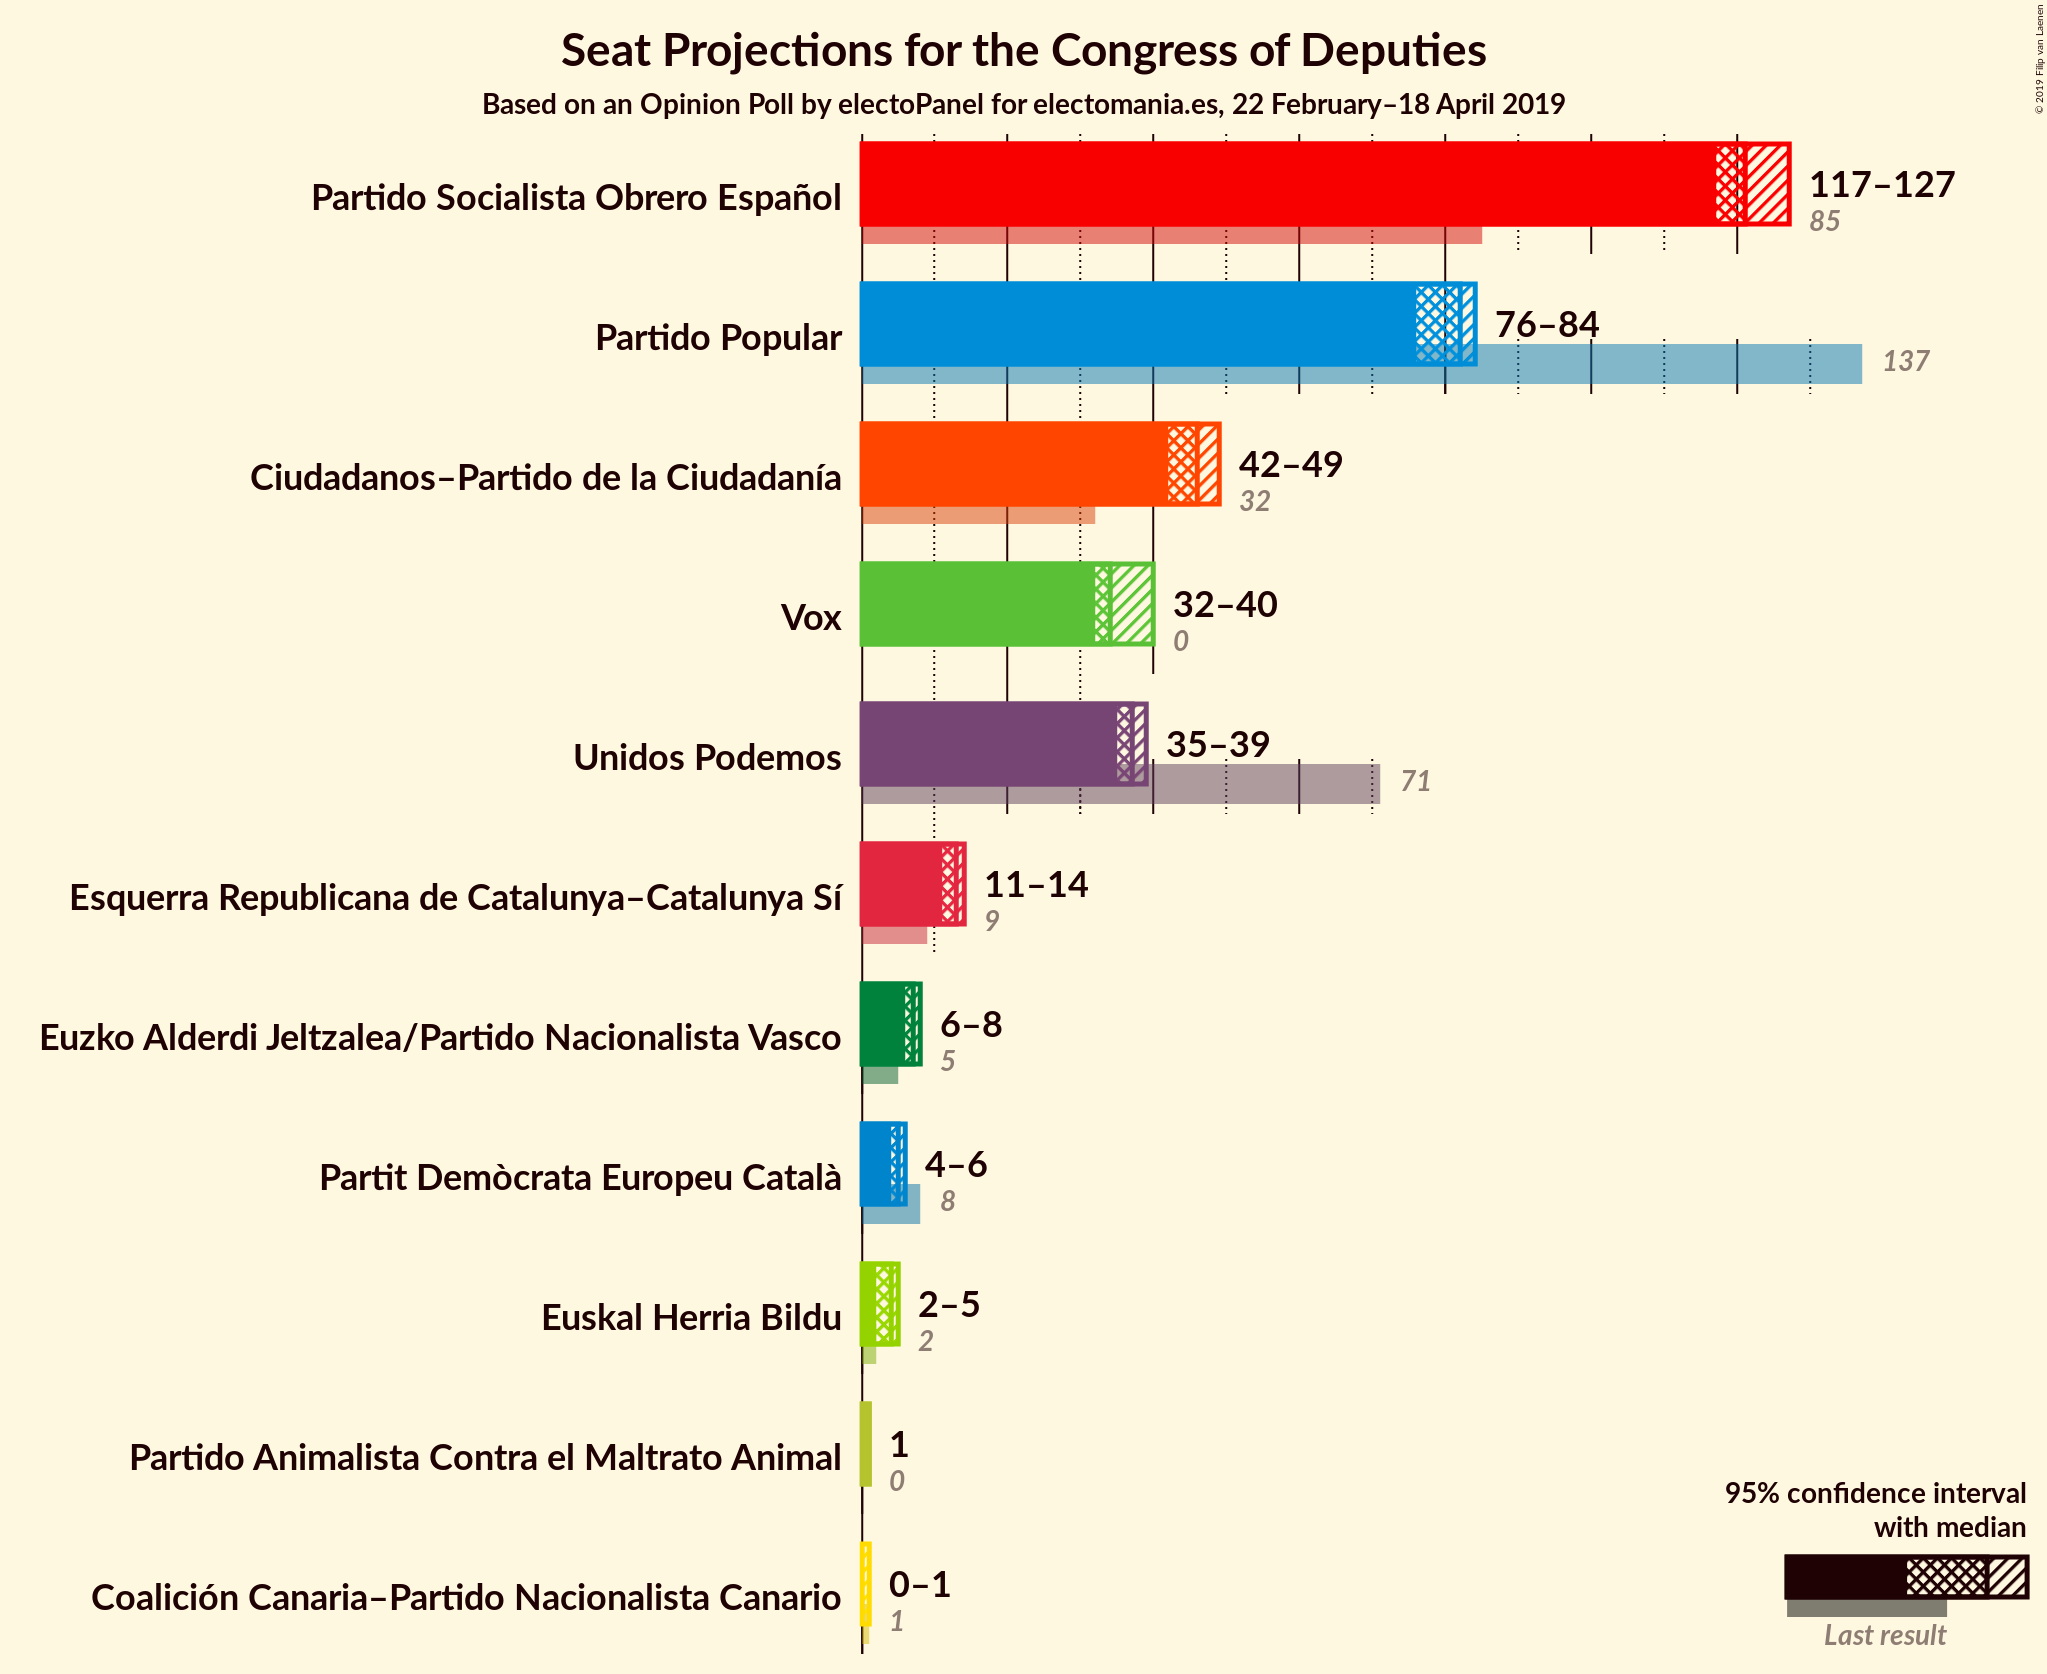 Seat Projections for the Congress of Deputies
Based on an Opinion Poll by electoPanel for electomania.es, 22 February–18 April 2019
© 2019 Filip van Laenen
Partido Socialista Obrero Español
117–127
85
Partido Popular
76–84
137
Ciudadanos–Partido de la Ciudadanía
42–49
32
Vox
32–40
0
Unidos Podemos
35–39
71
Esquerra Republicana de Catalunya–Catalunya Sí
11–14
9
Euzko Alderdi Jeltzalea/Partido Nacionalista Vasco
6–8
5
Partit Demòcrata Europeu Català
4–6
8
Euskal Herria Bildu
2–5
2
Partido Animalista Contra el Maltrato Animal
1
0
Coalición Canaria–Partido Nacionalista Canario
0–1
1
95% confidence interval
with median
Last result